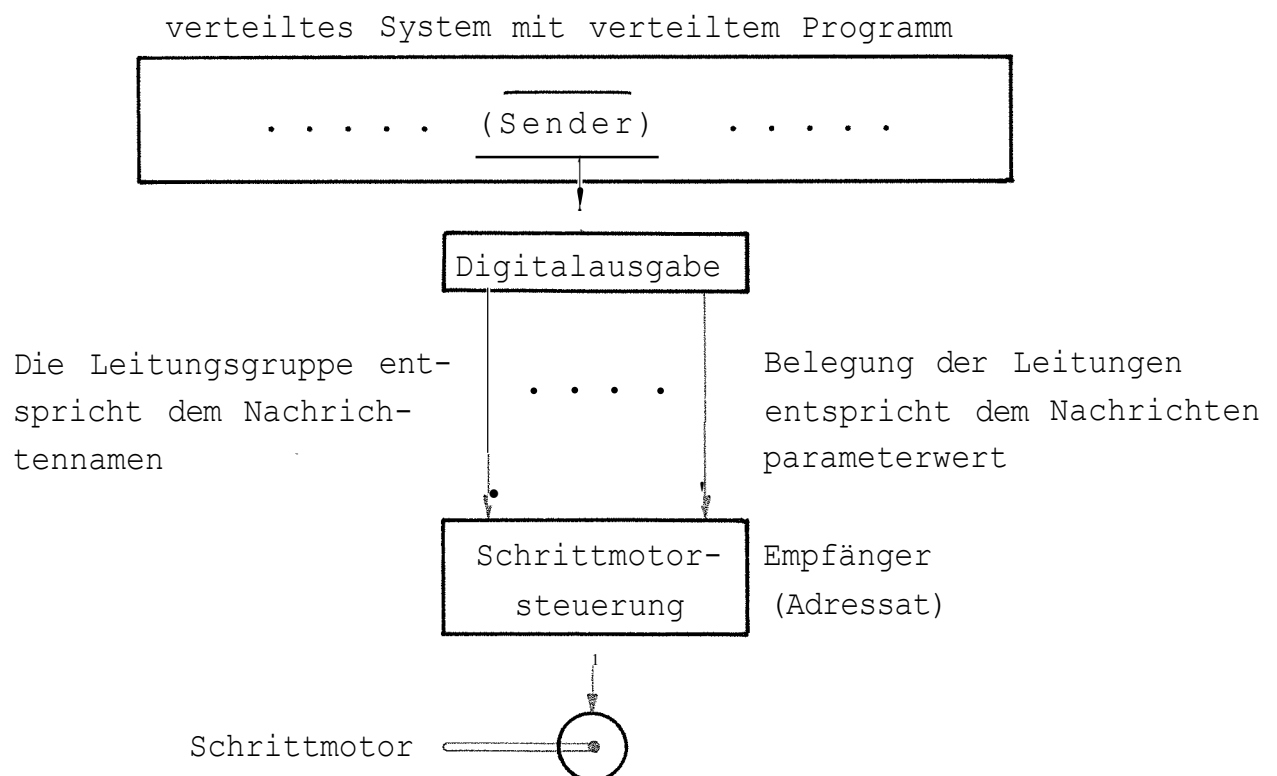 verteiltes System mit verteiltem Programm
. . . . . (Sender) . . . . .
Digitalausgabe
Die Leitungsgruppe ent-
spricht dem Nachrich-
tennamen
. . . .
Belegung der Leitungen
entspricht dem Nachrichten
parameterwert
Schrittmotor-
steuerung
Empfänger
(Adressat)
Schrittmotor